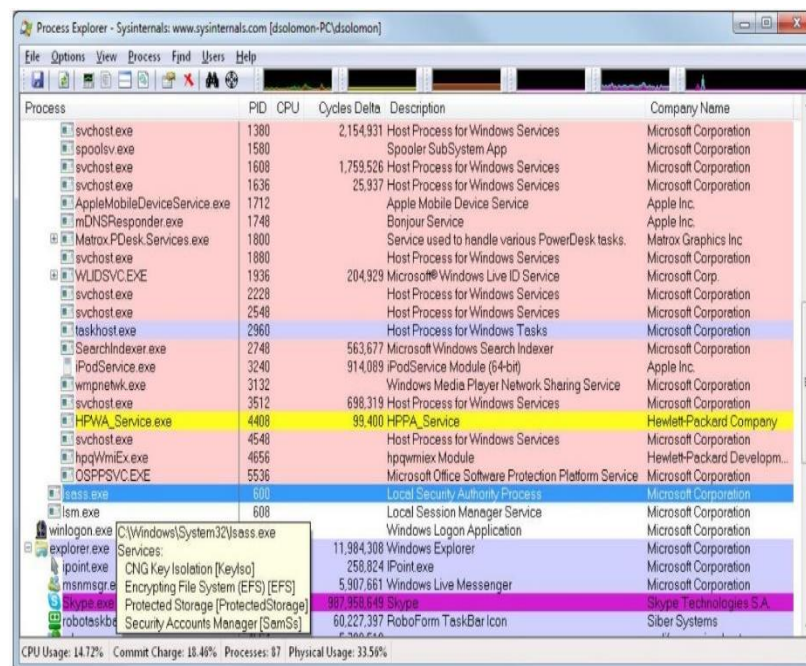 Process Explorer - Sysinternals: www.sysinternals.com [dsolomon-PC\dsolomon]
File Options View Process Find Users Help
Process PID CPU Cycles Delta Description Company Name
svchost.exe 1380 2,154,931 Host Process for Windows Services Microsoft Corporation
spoolsv.exe 1580 Spooler SubSystem App Microsoft Corporation
svchost.exe 1608 1,759,526 Host Process for Windows Services Microsoft Corporation
svchost.exe 1636 25,937 Host Process for Windows Services Microsoft Corporation
AppleMobileDeviceService.exe 1712 Apple Mobile Device Service Apple Inc.
mDNSResponder.exe 1748 Bonjour Service Apple Inc.
Matrox.PDesk.Services.exe 1800 Service used to handle various PowerDesk tasks. Matrox Graphics Inc
svchost.exe 1880 Host Process for Windows Services Microsoft Corporation
WLIDSVC.EXE 1936 204,929 Microsoft® Windows Live ID Service Microsoft Corp.
svchost.exe 2228 Host Process for Windows Services Microsoft Corporation
svchost.exe 2548 Host Process for Windows Services Microsoft Corporation
taskhost.exe 2960 Host Process for Windows Tasks Microsoft Corporation
SearchIndexer.exe 2748 563,677 Microsoft Windows Search Indexer Microsoft Corporation
iPodService.exe 3240 914,089 iPodService Module (64-bit) Apple Inc.
wmpnetwk.exe 3132 Windows Media Player Network Sharing Service Microsoft Corporation
svchost.exe 3512 698,319 Host Process for Windows Services Microsoft Corporation
HPWA_Service.exe 4408 99,400 HPPA_Service Hewlett-Packard Company
svchost.exe 4548 Host Process for Windows Services Microsoft Corporation
hpqWmiEx.exe 4656 hpqwmiex Module Hewlett-Packard Developm...
OSPPSVC.EXE 5536 Microsoft Office Software Protection Platform Service Microsoft Corporation
lsass.exe 600 Local Security Authority Process Microsoft Corporation
lsm.exe 608 Local Session Manager Service Microsoft Corporation
winlogon.exe Windows Logon Application Microsoft Corporation
C:\Windows\System32\lsass.exe
Services:
CNG Key Isolation [KeyIso]
Encrypting File System (EFS) [EFS]
Protected Storage [ProtectedStorage]
Security Accounts Manager [SamSs]
explorer.exe 11,984,308 Windows Explorer Microsoft Corporation
ipoint.exe 258,824 IPoint.exe Microsoft Corporation
msnmsgr.e 5,907,661 Windows Live Messenger Microsoft Corporation
Skype.exe 987,958,649 Skype Skype Technologies S.A.
robotaskba 60,227,397 RoboForm TaskBar Icon Siber Systems
CPU Usage: 14.72% Commit Charge: 18.46% Processes: 87 Physical Usage: 33.56%